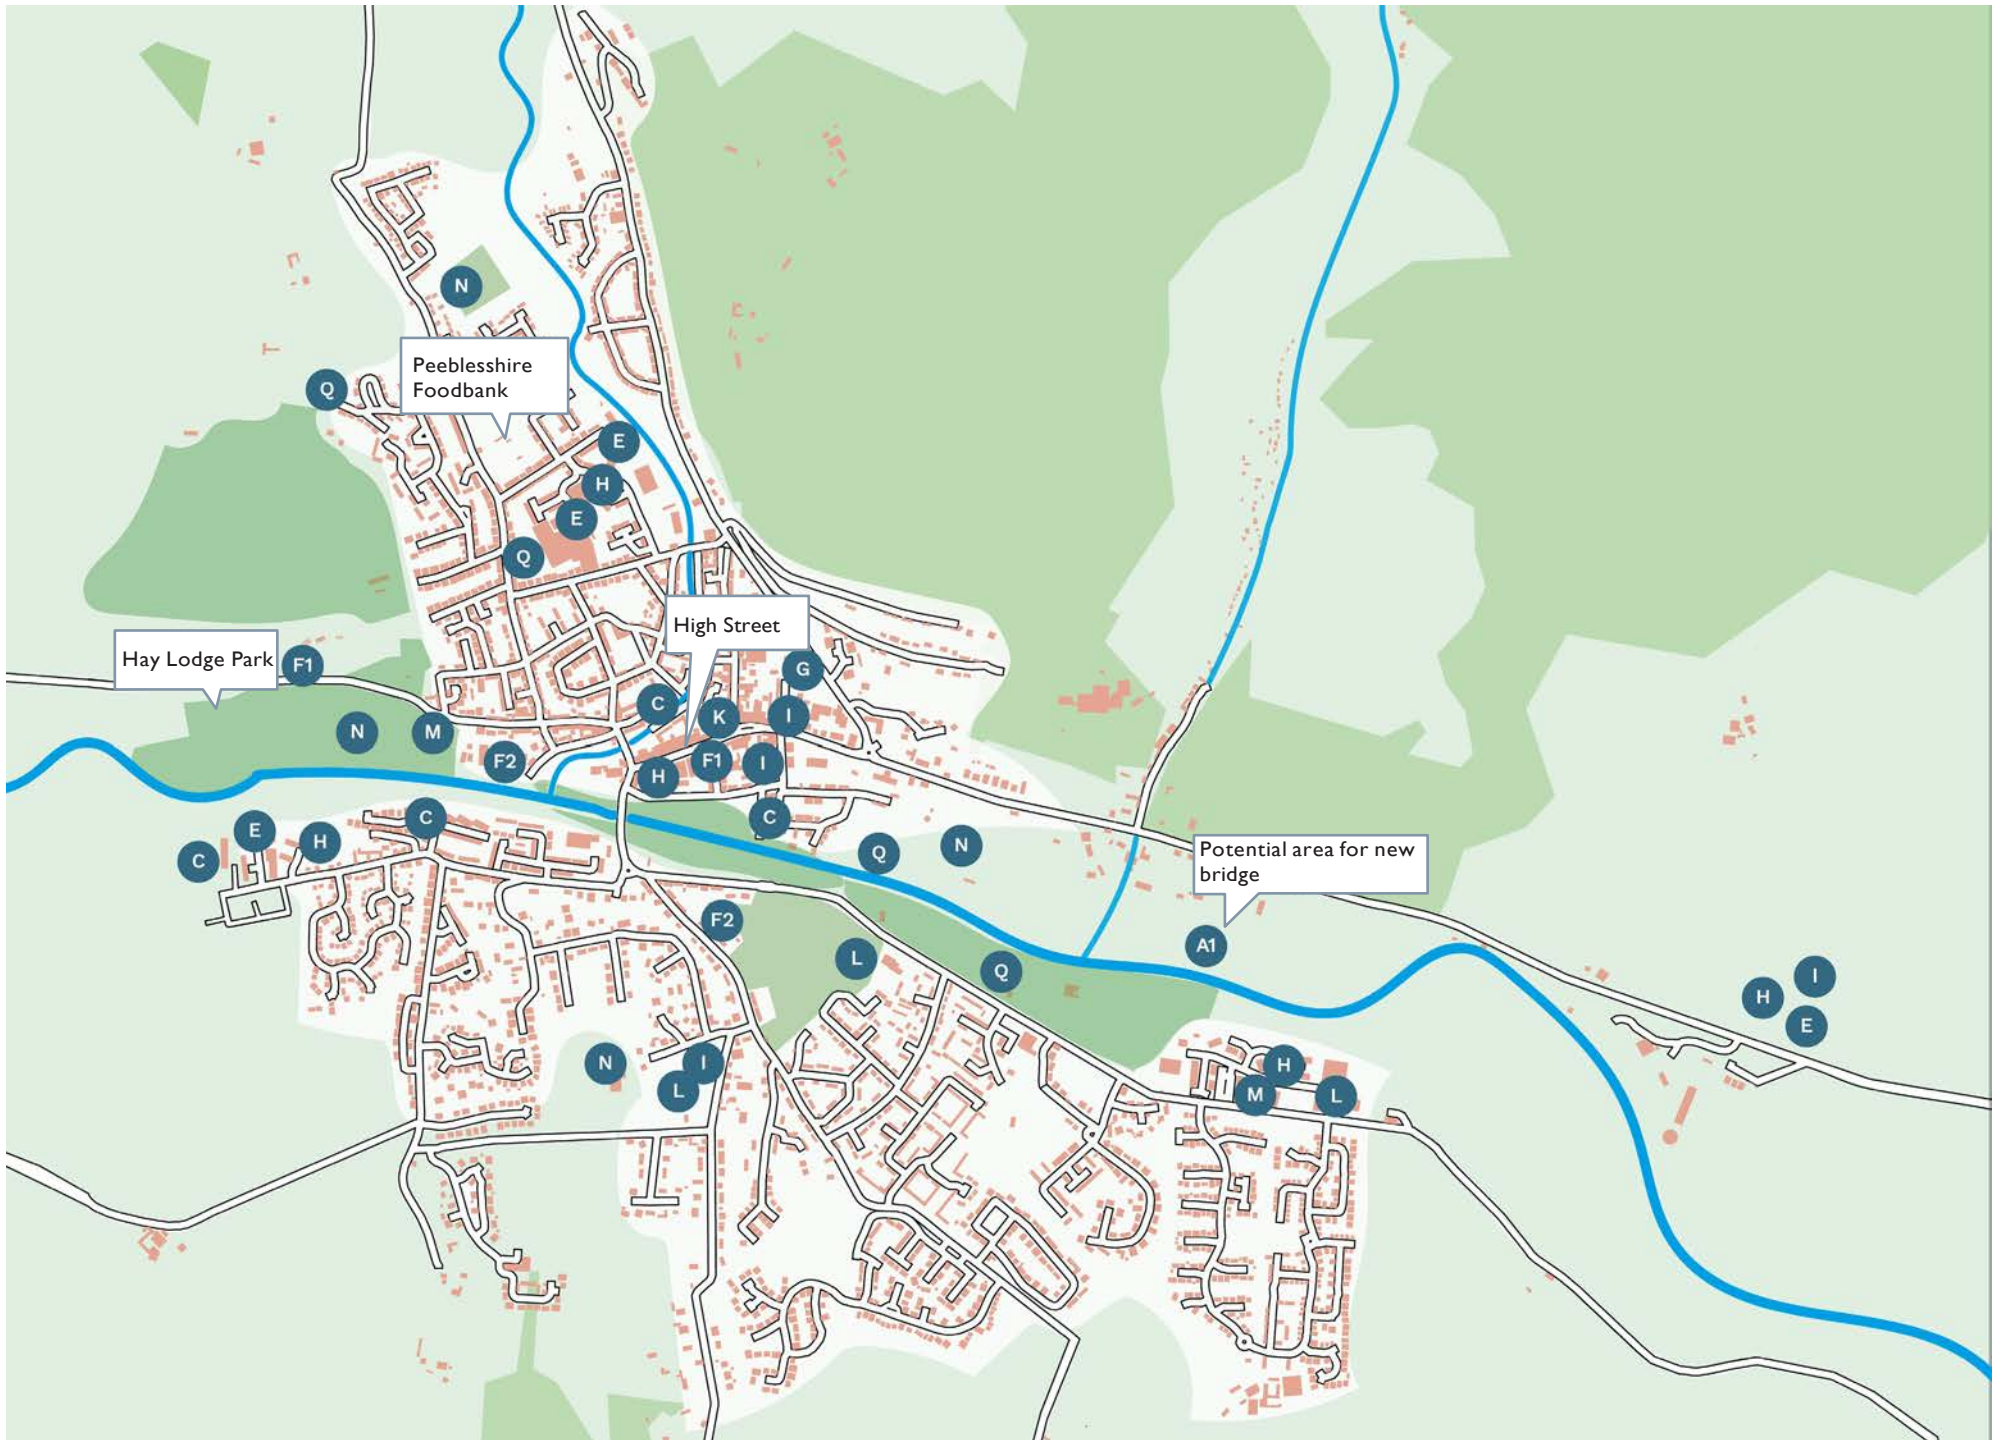 N
Peeblesshire
Foodbank
Q
E
H
E
Q
High Street
Hay Lodge Park
F1
G
C
K
I
N
M
F2
H
F1
I
C
E
C
H
C
Q
N
Potential area for new
bridge
F2
L
Q
A1
I
H
E
N
I
L
H
M
L